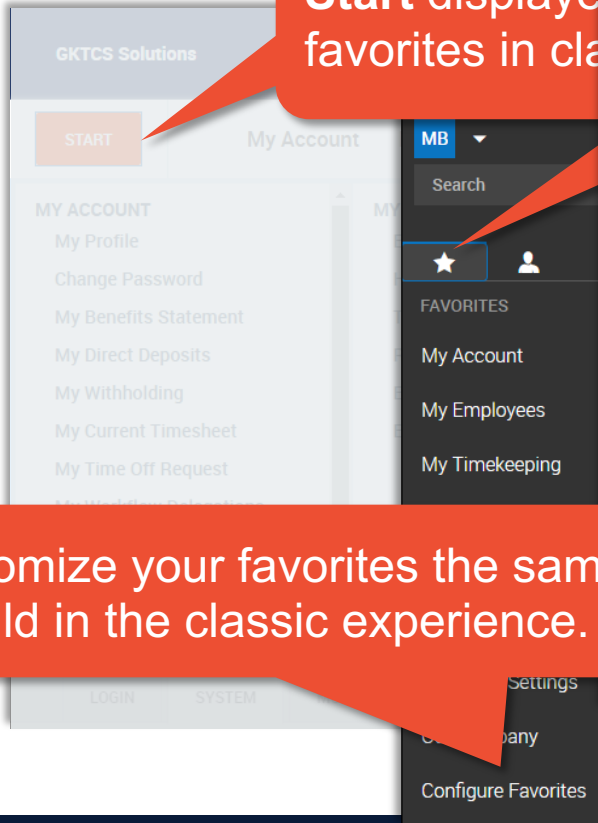 Start displaye
favorites in cla
GKTCS Solutions
START
My Account
MY ACCOUNT
My Profile
Change Password
My Benefits Statement
My Direct Deposits
My Withholding
My Current Timesheet
My Time Off Request
MY
LOGIN SYSTEM
MB
Search
FAVORITES
My Account
My Employees
My Timekeeping
omize your favorites the sam
ld in the classic experience.
Settings
pany
Configure Favorites